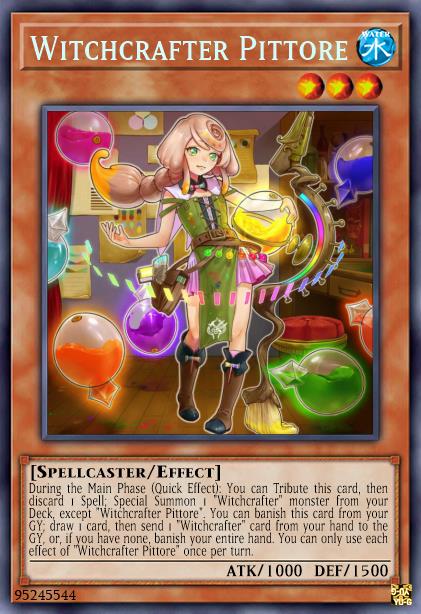 Witchcrafter Pittore
WATER
水
[Spellcaster/Effect]
During the Main Phase (Quick Effect): You can Tribute this card, then
discard 1 Spell; Special Summon 1 "Witchcrafter" monster from your
Deck, except "Witchcrafter Pittore". You can banish this card from your
GY; draw 1 card, then send 1 "Witchcrafter" card from your hand to the
GY, or, if you have none, banish your entire hand. You can only use each
effect of "Witchcrafter Pittore" once per turn.
ATK/1000 DEF/1500
95245544